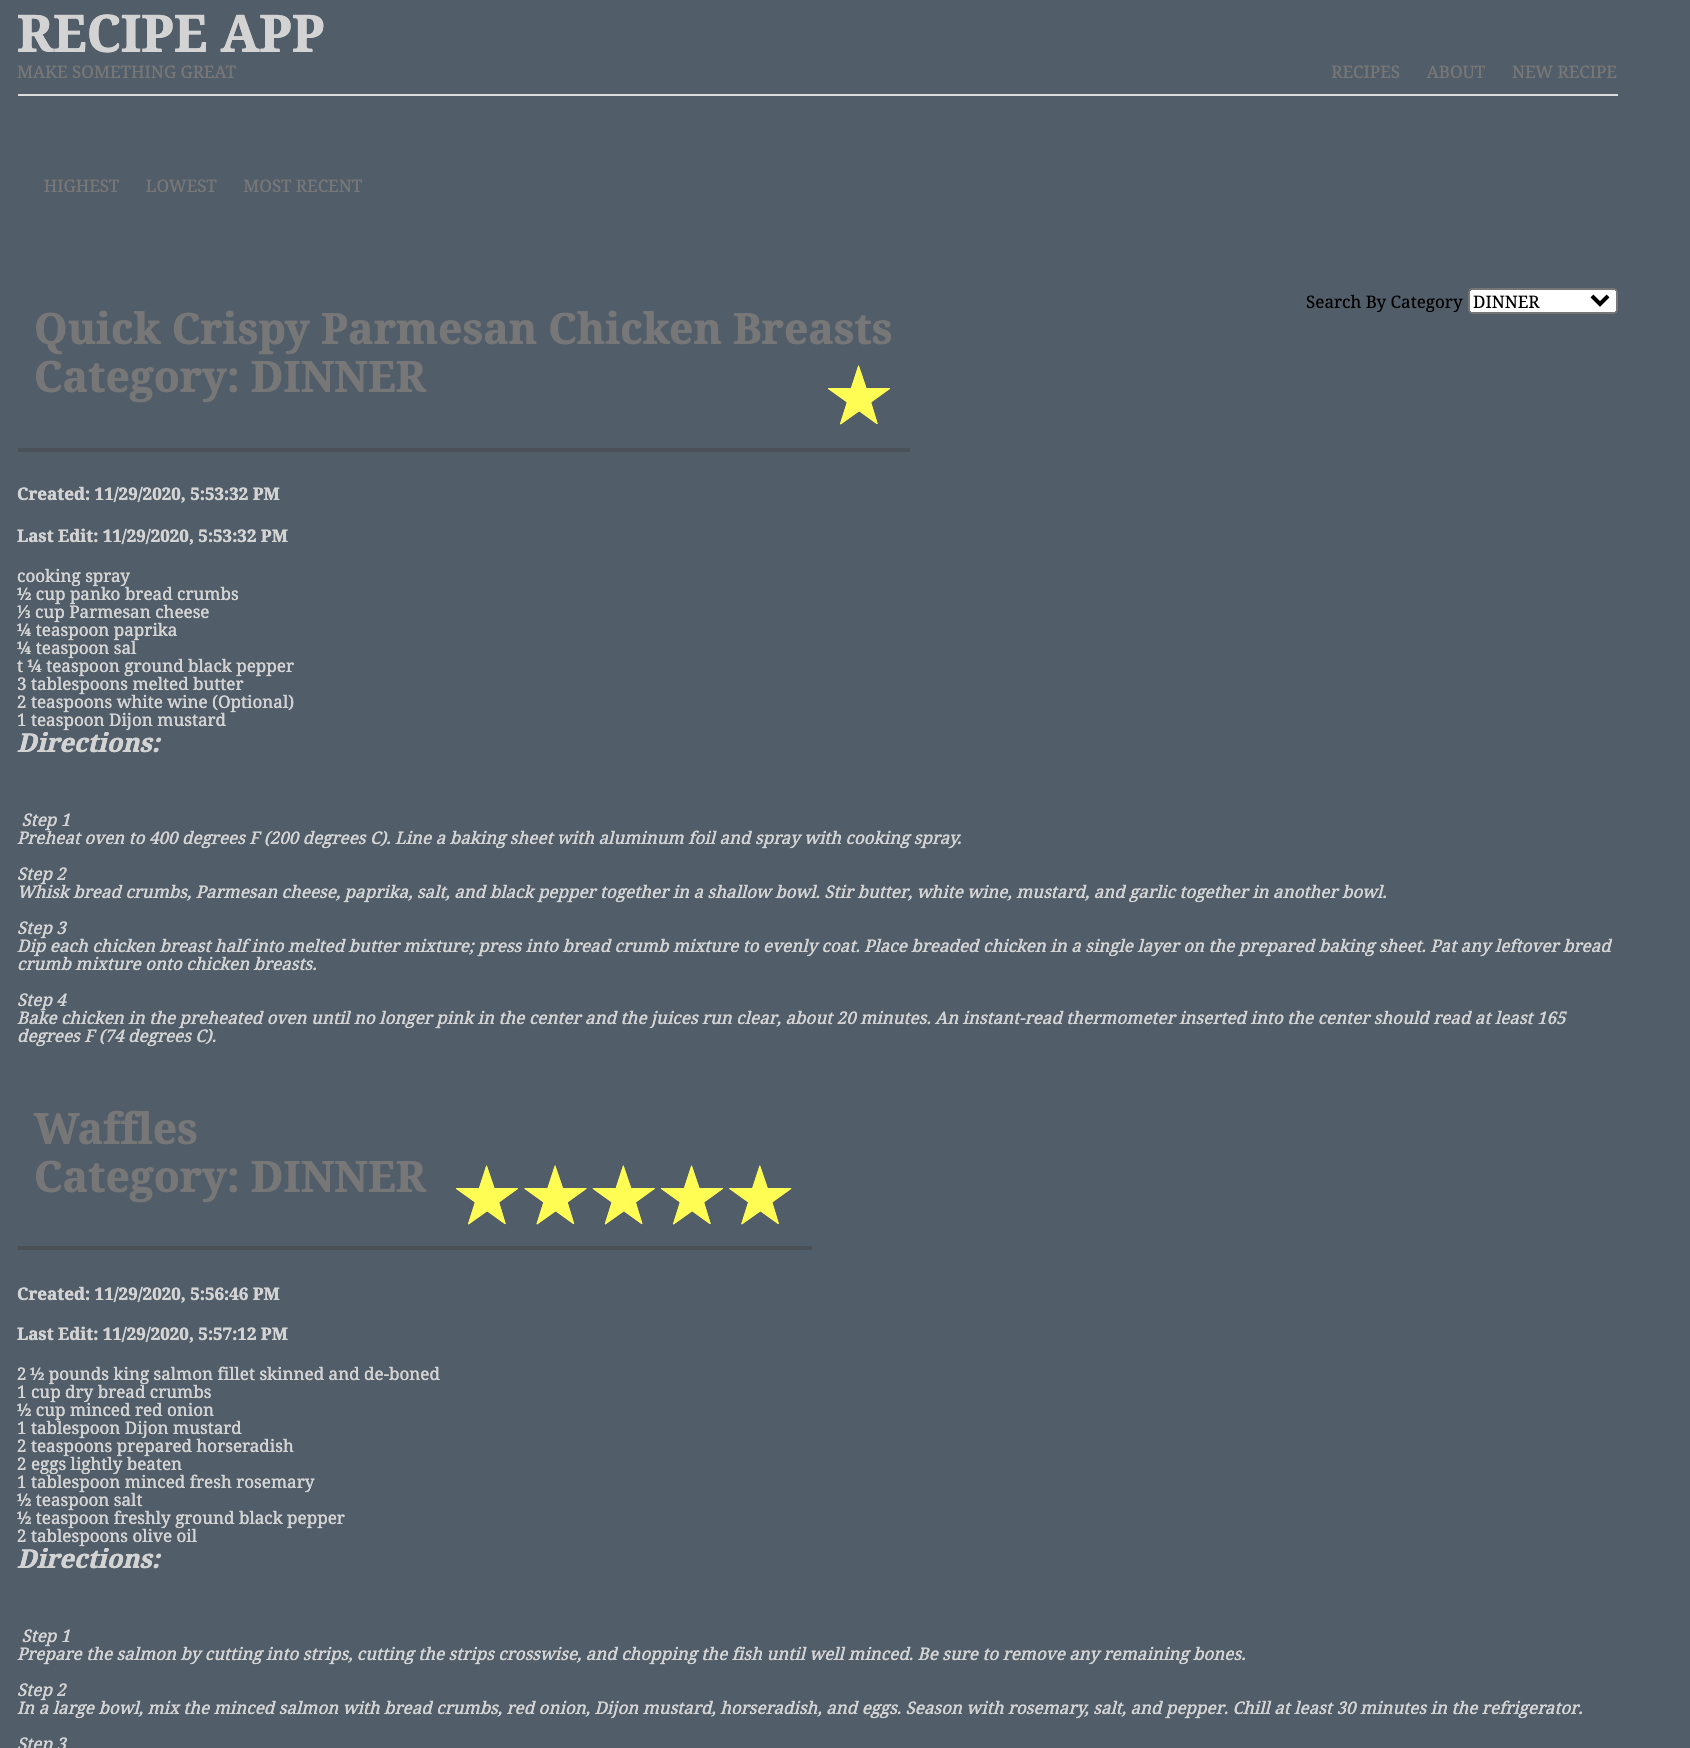 RECIPE APP
MAKE SOMETHING GREAT
RECIPES ABOUT NEW RECIPE
HIGHEST LOWEST MOST RECENT
Search By Category DINNER
Quick Crispy Parmesan Chicken Breasts
Category: DINNER
Created: 11/29/2020, 5:53:32 PM
Last Edit: 11/29/2020, 5:53:32 PM
cooking spray
½ cup panko bread crumbs
⅓ cup Parmesan cheese
¼ teaspoon paprika
¼ teaspoon sal
t ¼ teaspoon ground black pepper
3 tablespoons melted butter
2 teaspoons white wine (Optional)
1 teaspoon Dijon mustard
Directions:
Step 1
Preheat oven to 400 degrees F (200 degrees C). Line a baking sheet with aluminum foil and spray with cooking spray.
Step 2
Whisk bread crumbs, Parmesan cheese, paprika, salt, and black pepper together in a shallow bowl. Stir butter, white wine, mustard, and garlic together in another bowl.
Step 3
Dip each chicken breast half into melted butter mixture; press into bread crumb mixture to evenly coat. Place breaded chicken in a single layer on the prepared baking sheet. Pat any leftover bread
crumb mixture onto chicken breasts.
Step 4
Bake chicken in the preheated oven until no longer pink in the center and the juices run clear, about 20 minutes. An instant-read thermometer inserted into the center should read at least 165
degrees F (74 degrees C).
Waffles
Category: DINNER
Created: 11/29/2020, 5:56:46 PM
Last Edit: 11/29/2020, 5:57:12 PM
2 ½ pounds king salmon fillet skinned and de-boned
1 cup dry bread crumbs
½ cup minced red onion
1 tablespoon Dijon mustard
2 teaspoons prepared horseradish
2 eggs lightly beaten
1 tablespoon minced fresh rosemary
½ teaspoon salt
½ teaspoon freshly ground black pepper
2 tablespoons olive oil
Directions:
Step 1
Prepare the salmon by cutting into strips, cutting the strips crosswise, and chopping the fish until well minced. Be sure to remove any remaining bones.
Step 2
In a large bowl, mix the minced salmon with bread crumbs, red onion, Dijon mustard, horseradish, and eggs. Season with rosemary, salt, and pepper. Chill at least 30 minutes in the refrigerator.
Step 3